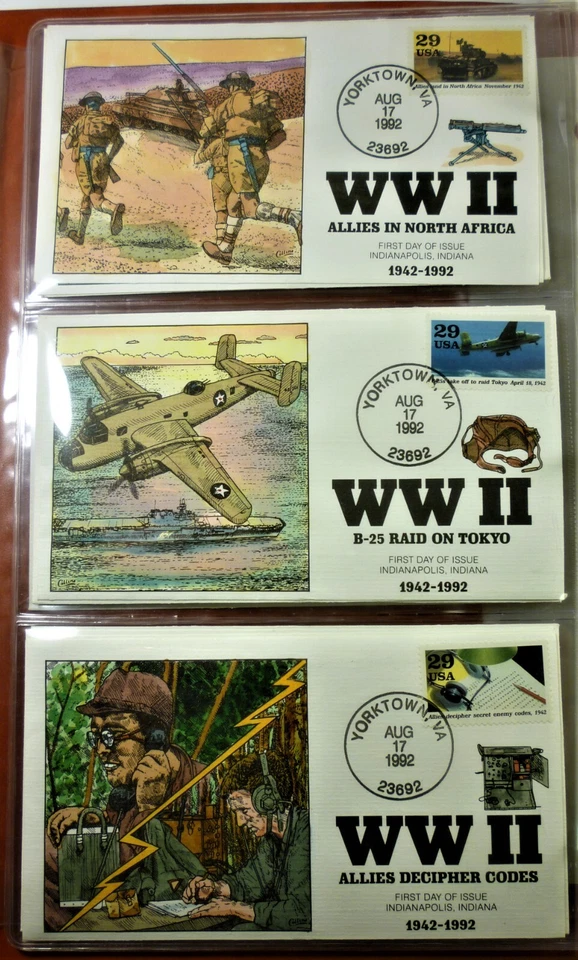 29
USA
Allies land in North Africa November 1942
YORKTOWN, VA
AUG
17
1992
23692
WW II
ALLIES IN NORTH AFRICA
FIRST DAY OF ISSUE
INDIANAPOLIS, INDIANA
1942-1992
Collins
29
USA
take off to raid Tokyo April 18, 1942
YORKTOWN, VA
AUG
17
1992
23692
WW II
B-25 RAID ON TOKYO
FIRST DAY OF ISSUE
INDIANAPOLIS, INDIANA
1942-1992
Collins
29
USA
Allies decipher secret enemy codes, 1942
YORKTOWN, VA
AUG
17
1992
23692
WW II
ALLIES DECIPHER CODES
FIRST DAY OF ISSUE
INDIANAPOLIS, INDIANA
1942-1992
Collins